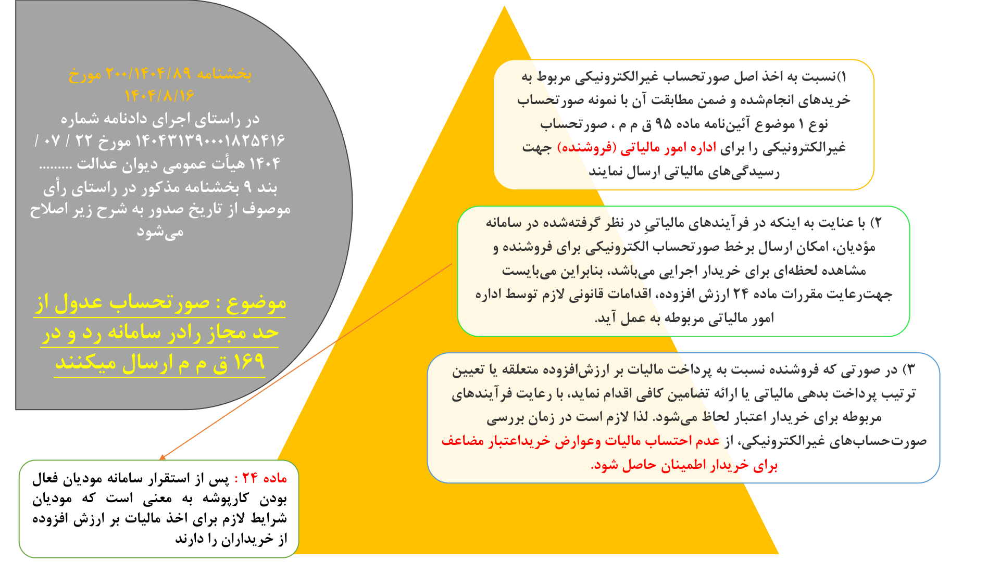 بخشنامه ۲۰۰/۱۴۰۴/۸۹ مورخ
۱۴۰۴/۸/۱۶
در راستای اجرای دادنامه شماره
۱۴۰۴۳۱۳۹۰۰۰۱۸۲۵۴۱۶ مورخ ۲۲ / ۰۷ /
۱۴۰۴ هیأت عمومی دیوان عدالت .........
بند ۹ بخشنامه مذکور در راستای رأی
موصوف از تاریخ صدور به شرح زیر اصلاح
می‌شود
موضوع : صورتحساب عدول از
حد مجاز رادر سامانه رد و در
۱۶۹ ق م م ارسال میکنند
۱)نسبت به اخذ اصل صورتحساب غیرالکترونیکی مربوط به
خریدهای انجام‌شده و ضمن مطابقت آن با نمونه صورتحساب
نوع ۱ موضوع آئین‌نامه ماده ۹۵ ق م م ، صورتحساب
غیرالکترونیکی را برای اداره امور مالیاتی (فروشنده) جهت
رسیدگی‌های مالیاتی ارسال نمایند
۲) با عنایت به اینکه در فرآیندهای مالیاتیِ در نظر گرفته‌شده در سامانه
مؤدیان، امکان ارسال برخط صورتحساب الکترونیکی برای فروشنده و
مشاهده لحظه‌ای برای خریدار اجرایی می‌باشد، بنابراین می‌بایست
جهت‌رعایت مقررات ماده ۲۴ ارزش افزوده، اقدامات قانونی لازم توسط اداره
امور مالیاتی مربوطه به عمل آید.
۳) در صورتی که فروشنده نسبت به پرداخت مالیات بر ارزش‌افزوده متعلقه یا تعیین
ترتیب پرداخت بدهی مالیاتی یا ارائه تضامین کافی اقدام نماید، با رعایت فرآیندهای
مربوطه برای خریدار اعتبار لحاظ می‌شود. لذا لازم است در زمان بررسی
صورت‌حساب‌های غیرالکترونیکی، از عدم احتساب مالیات وعوارض خریداعتبار مضاعف
برای خریدار اطمینان حاصل شود.
ماده ۲۴ : پس از استقرار سامانه مودیان فعال
بودن کارپوشه به معنی است که مودیان
شرایط لازم برای اخذ مالیات بر ارزش افزوده
از خریداران را دارند